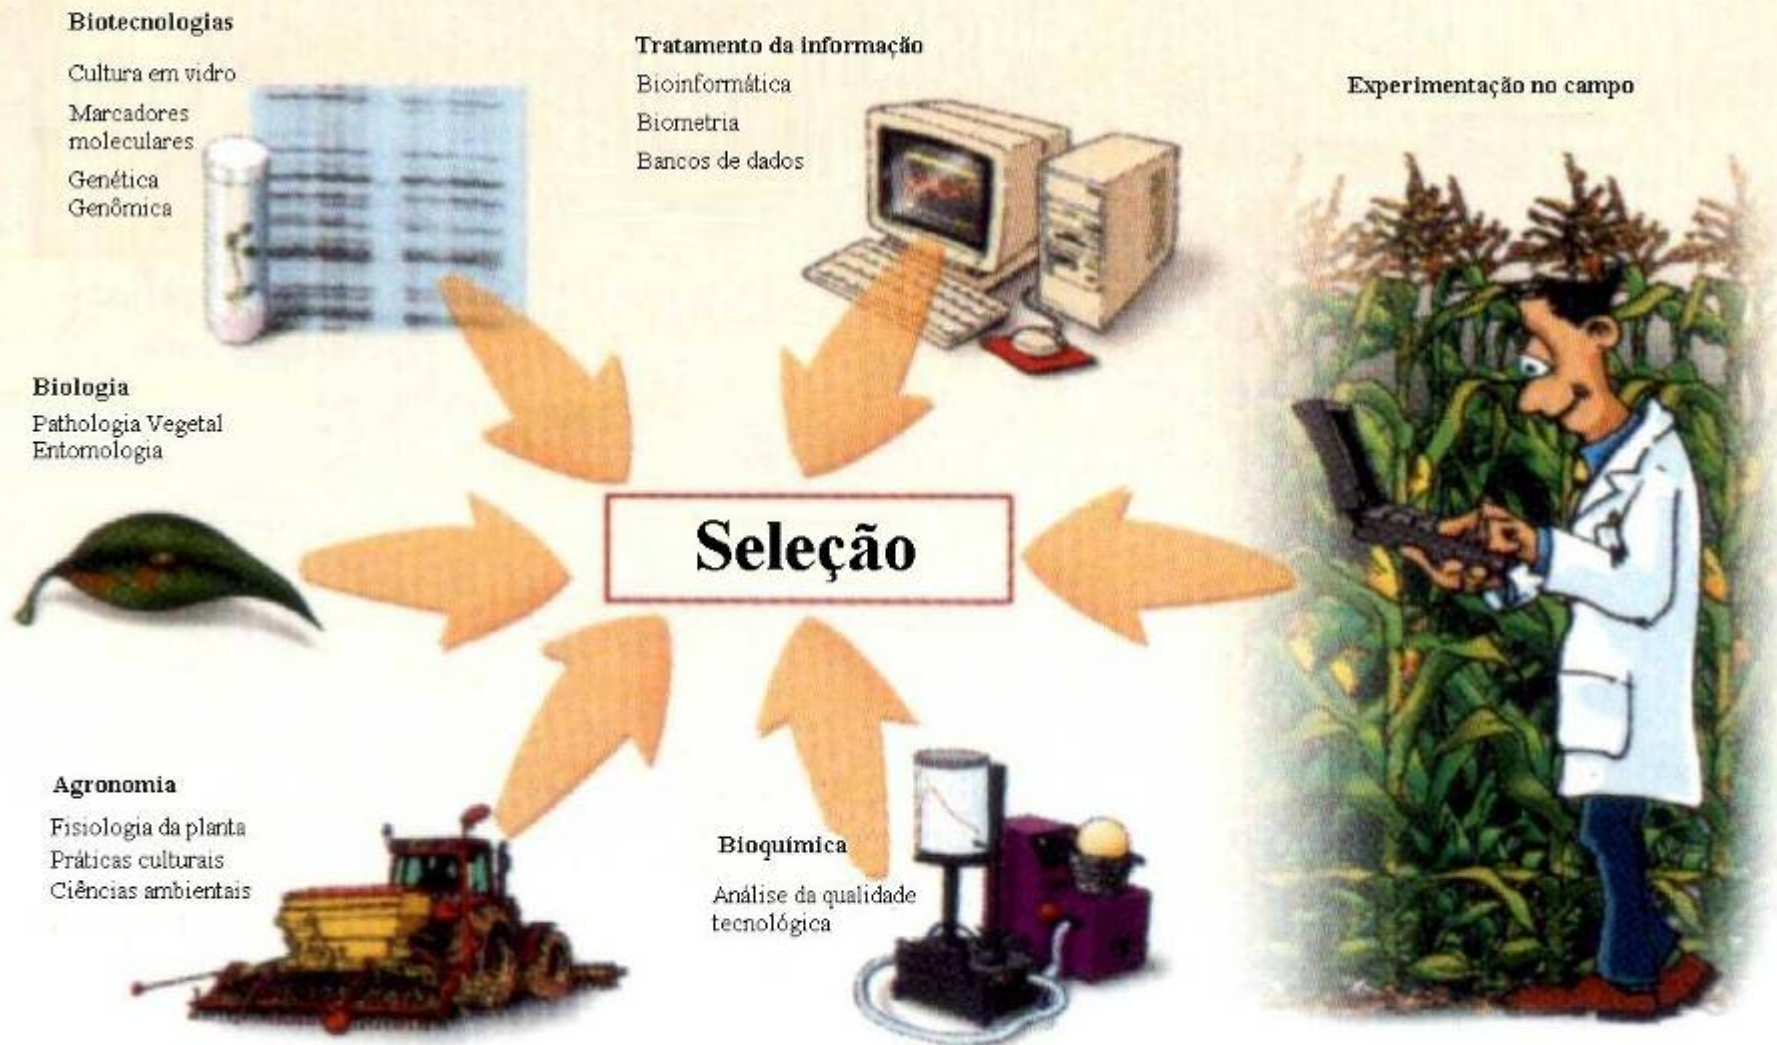 Biotecnologias
Cultura em vidro
Marcadores
moleculares
Genética
Genômica
Tratamento da informação
Bioinformática
Biometria
Bancos de dados
Experimentação no campo
Biologia
Pathologia Vegetal
Entomologia
Seleção
Agronomia
Fisiologia da planta
Práticas culturais
Ciências ambientais
Bioquímica
Análise da qualidade
tecnológica